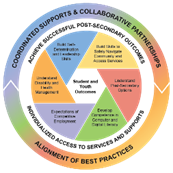 COORDINATED SUPPORTS & COLLABORATIVE PARTNERSHIPS
ACHIEVE SUCCESSFUL POST-SECONDARY OUTCOMES
Build Self-
Determination
and Leadership
Skills
Build Skills to
Safely Navigate
Community and
Access Services
Understand
Disability and
Health
Management
Student and
Youth
Outcomes
Understand
Post-Secondary
Options
Expectations of
Competitive
Employment
Develop
Competence in
Computer and
Digital Literacy
INDIVIDUALIZED ACCESS TO SERVICES AND SUPPORTS
ALIGNMENT OF BEST PRACTICES